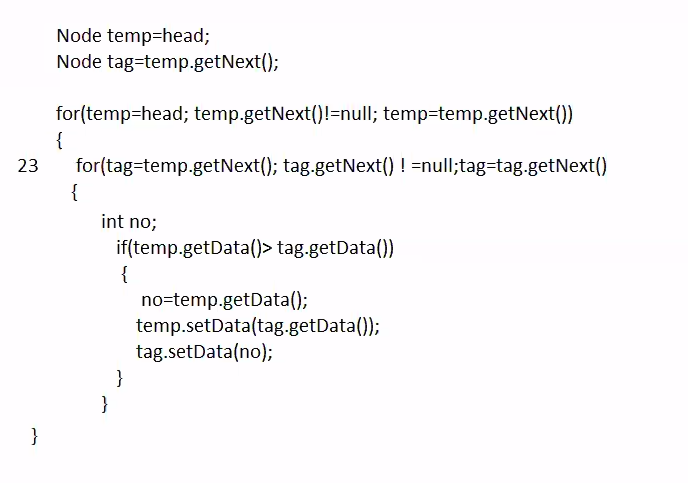 Node temp=head;
Node tag=temp.getNext();
for(temp=head; temp.getNext()!=null; temp=temp.getNext())
{
23 for(tag=temp.getNext(); tag.getNext() ! =null;tag=tag.getNext()
{
int no;
if(temp.getData()> tag.getData())
{
no=temp.getData();
temp.setData(tag.getData());
tag.setData(no);
}
}
}